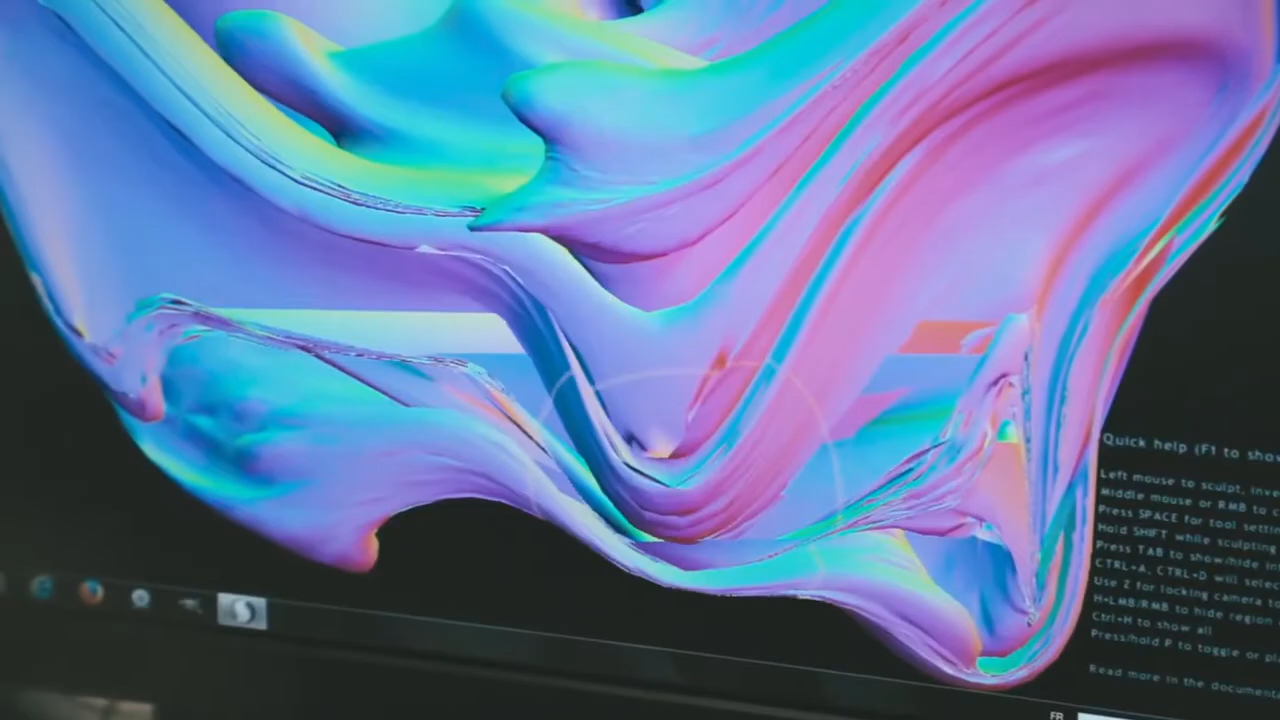 Quick help (F1 to show
Left mouse to sculpt, inve
Middle mouse or RMB to c
Press SPACE for tool settin
Hold SHIFT while sculpting
Press TAB to show/hide in
CTRL+A, CTRL+D will selec
Use Z for locking camera to
H+LMB/RMB to hide region
Ctrl+H to show all
Press/hold P to toggle or pl
Read more in the documenta
FR